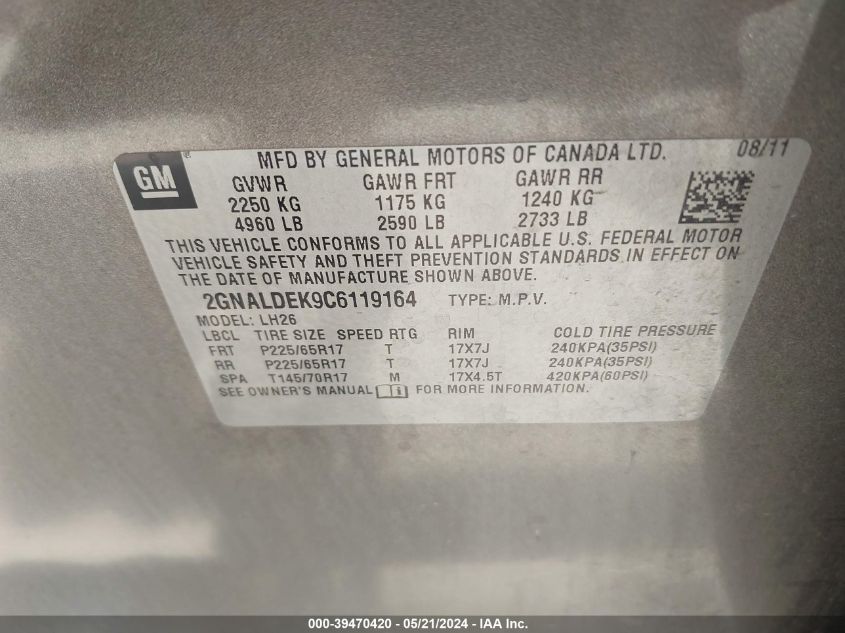 GM MFD BY GENERAL MOTORS OF CANADA LTD. 08/11
GVWR GAWR FRT GAWR RR
2250 KG 1175 KG 1240 KG
4960 LB 2590 LB 2733 LB
THIS VEHICLE CONFORMS TO ALL APPLICABLE U.S. FEDERAL MOTOR
VEHICLE SAFETY AND THEFT PREVENTION STANDARDS IN EFFECT ON
THE DATE OF MANUFACTURE SHOWN ABOVE.
2GNALDEK9C6119164 TYPE: M.P.V.
MODEL: LH26
LBCL TIRE SIZE SPEED RTG RIM COLD TIRE PRESSURE
FRT P225/65R17 T 17X7J 240KPA(35PSI)
RR P225/65R17 T 17X7J 240KPA(35PSI)
SPA T145/70R17 M 17X4.5T 420KPA(60PSI)
SEE OWNER'S MANUAL i FOR MORE INFORMATION.
000-39470420 - 05/21/2024 - IAA Inc.